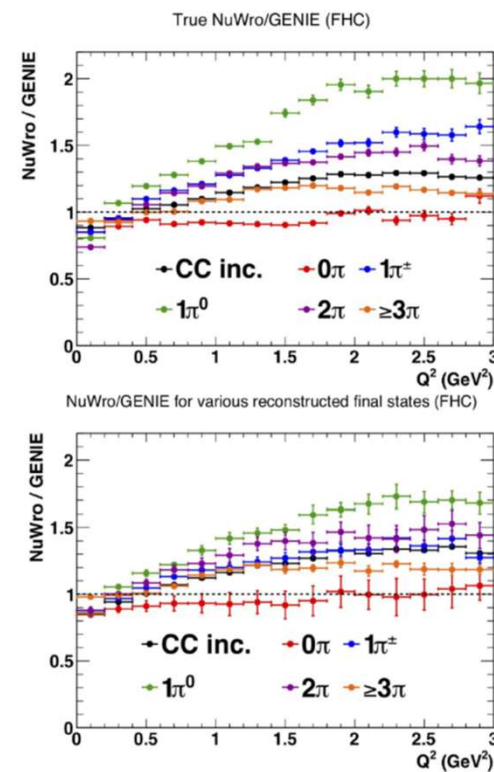 True NuWro/GENIE (FHC)
NuWro / GENIE
2
1.5
1
0.5
0
CC inc. 0π 1π±
1π⁰ 2π ≥3π
0 0.5 1 1.5 2 2.5 3
Q² (GeV²)
NuWro/GENIE for various reconstructed final states (FHC)
NuWro / GENIE
2
1.5
1
0.5
0
CC inc. 0π 1π±
1π⁰ 2π ≥3π
0 0.5 1 1.5 2 2.5 3
Q² (GeV²)